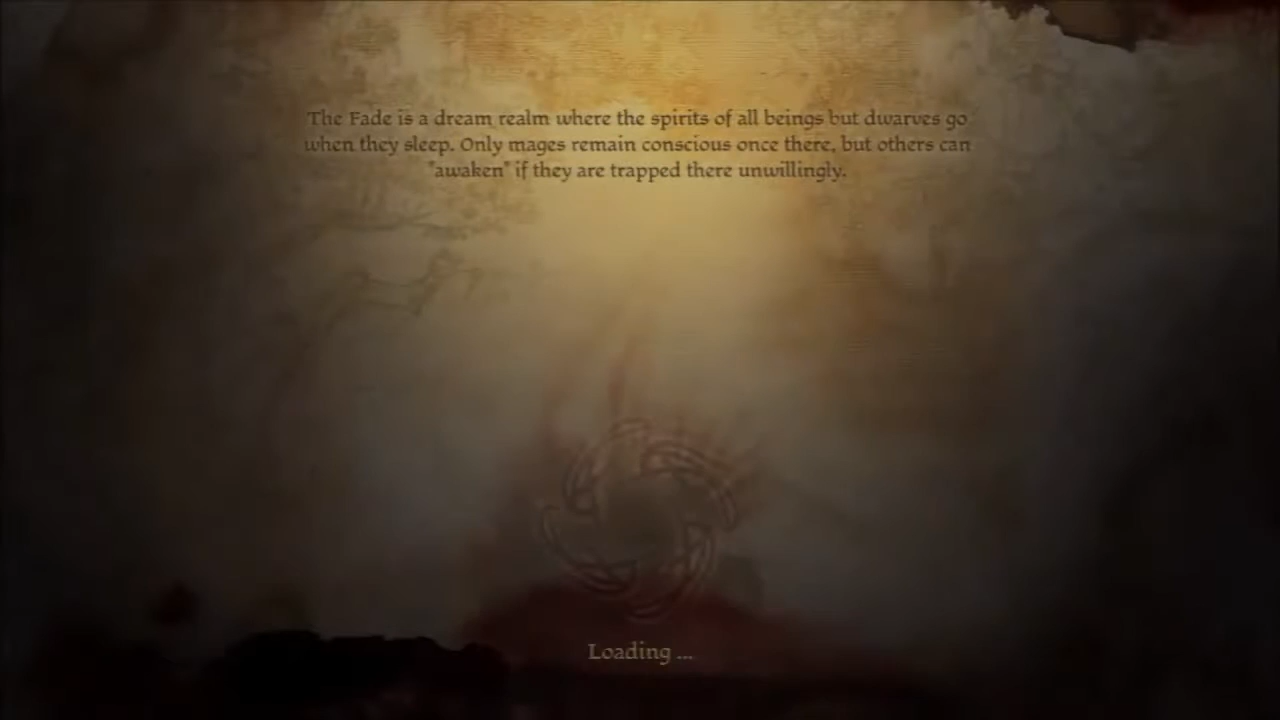 The Fade is a dream realm where the spirits of all beings but dwarves go
when they sleep. Only mages remain conscious once there, but others can
"awaken" if they are trapped there unwillingly.
Loading ...